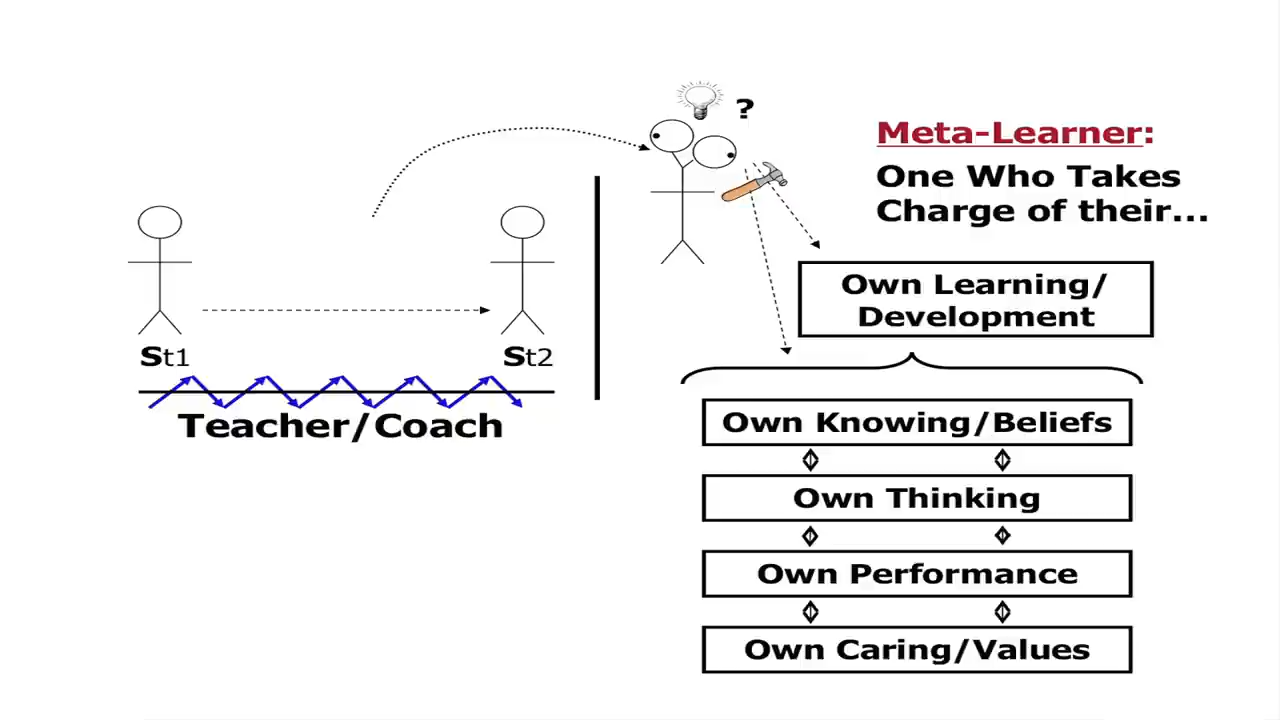 ?
Meta-Learner:
One Who Takes
Charge of their...
St1
St2
Teacher/Coach
Own Learning/
Development
Own Knowing/Beliefs
Own Thinking
Own Performance
Own Caring/Values